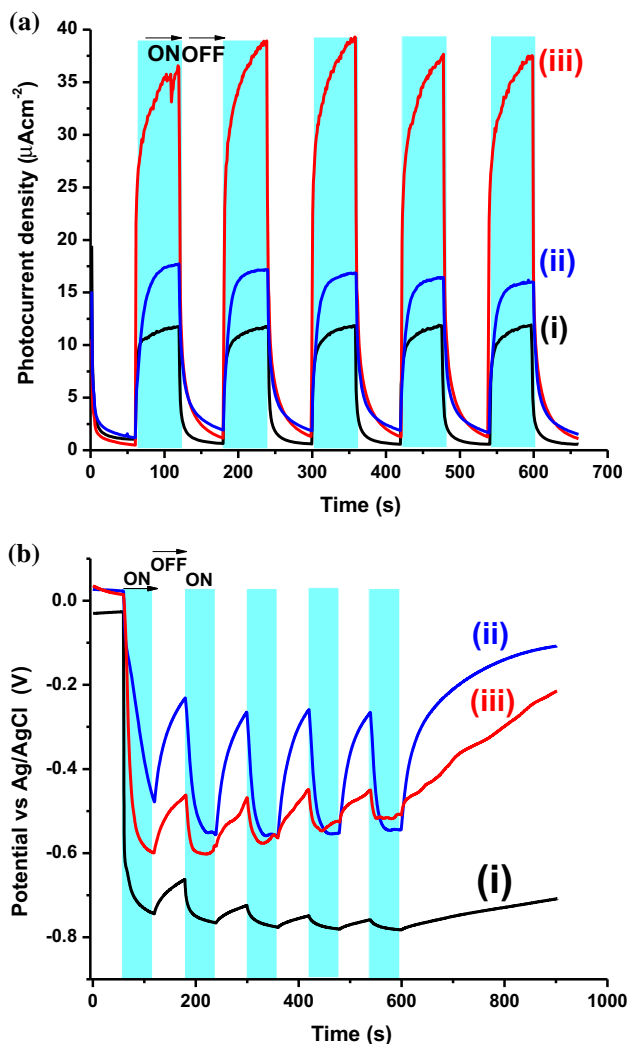 (a)
40
35
30
25
20
15
10
5
0
Photocurrent density (μAcm-2)
ON OFF
(iii)
(ii)
(i)
0 100 200 300 400 500 600 700
Time (s)
(b)
OFF
ON ON
0.0
-0.2
-0.4
-0.6
-0.8
Potential vs Ag/AgCl (V)
(ii)
(iii)
(i)
0 200 400 600 800 1000
Time (s)